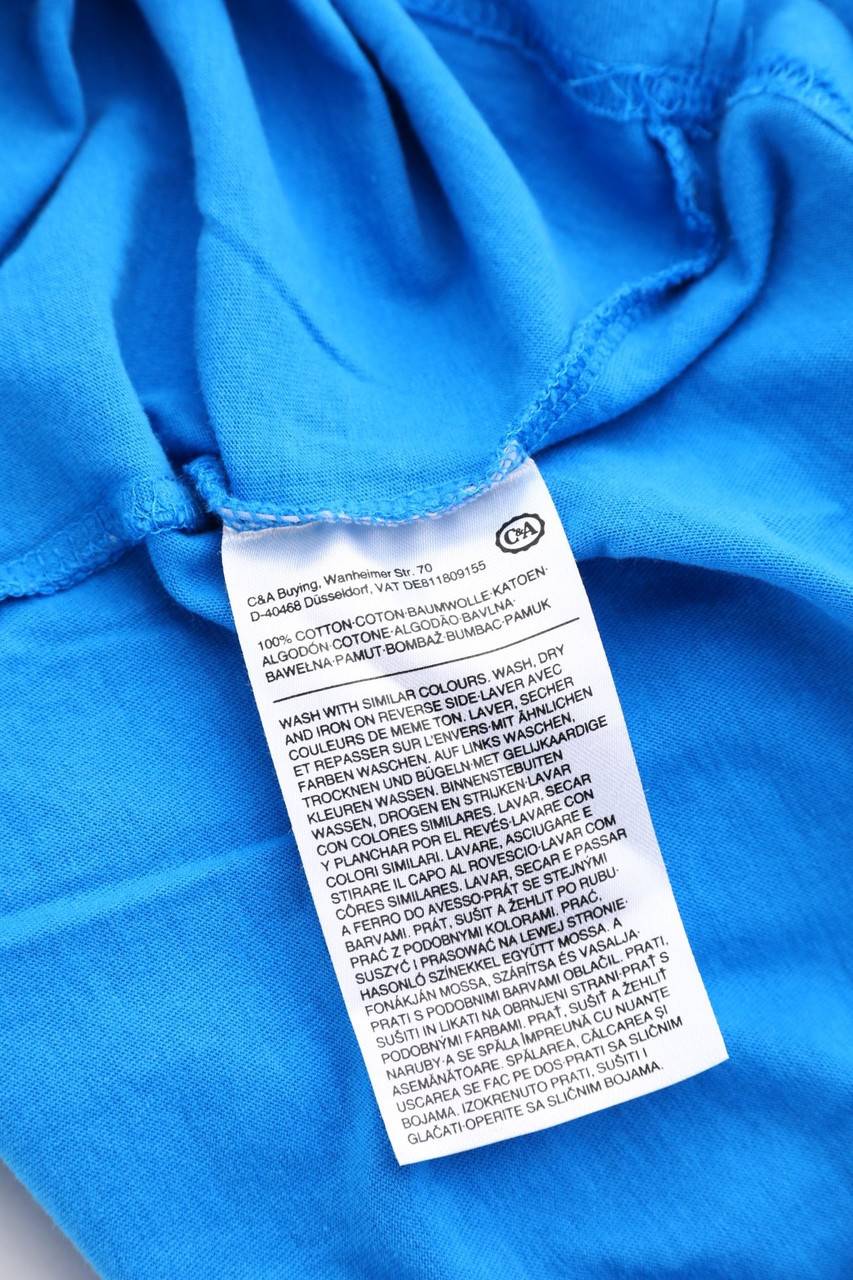 C&A
C&A Buying, Wanheimer Str. 70
D-40468 Düsseldorf, VAT DE811809155
100% COTTON·COTON·BAUMWOLLE·KATOEN·
ALGODÓN·COTONE·ALGODÃO·BAVLNA·
BAWEŁNA·PAMUT·BOMBAŽ·BUMBAC·PAMUK
WASH WITH SIMILAR COLOURS. WASH, DRY
AND IRON ON REVERSE SIDE·LAVER AVEC
COULEURS DE MEME TON. LAVER, SECHER
ET REPASSER SUR L'ENVERS·MIT ÄHNLICHEN
FARBEN WASCHEN. AUF LINKS WASCHEN,
TROCKNEN UND BÜGELN·MET GELIJKAARDIGE
KLEUREN WASSEN. BINNENSTEBUITEN
WASSEN, DROGEN EN STRIJKEN·LAVAR
CON COLORES SIMILARES. LAVAR, SECAR
Y PLANCHAR POR EL REVÉS·LAVARE CON
COLORI SIMILARI. LAVARE, ASCIUGARE E
STIRARE IL CAPO AL ROVESCIO·LAVAR COM
CÔRES SIMILARES. LAVAR, SECAR E PASSAR
A FERRO DO AVESSO·PRÁT SE STEJNÝMI
BARVAMI. PRÁT, SUŠIT A ŽEHLIT PO RUBU·
PRAĆ Z PODOBNYMI KOLORAMI. PRAĆ,
SUSZYĆ I PRASOWAĆ NA LEWEJ STRONIE·
HASONLÓ SZÍNEKKEL EGYÜTT MOSSA. A
FONÁKJÁN MOSSA, SZÁRÍTSA ÉS VASALJA·
PRATI S PODOBNIMI BARVAMI OBLAČIL. PRATI,
SUŠITI IN LIKATI NA OBRNJENI STRANI·PRAŤ S
PODOBNÝMI FARBAMI. PRAŤ, SUŠIŤ A ŽEHLIŤ
NARUBY·A SE SPĂLA ÎMPREUNĂ CU NUANTE
ASEMĂNĂTOARE. SPĂLAREA, CĂLCAREA ȘI
USCAREA SE FAC PE DOS·PRATI SA SLIČNIM
BOJAMA. IZOKRENUTO PRATI, SUŠITI I
GLAČATI·OPERITE SA SLIČNIM BOJAMA.